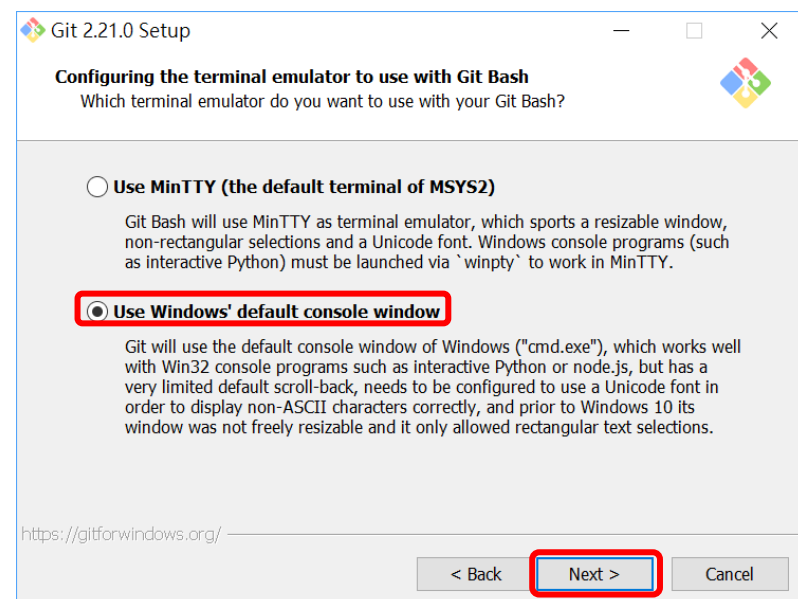 Git 2.21.0 Setup
Configuring the terminal emulator to use with Git Bash
Which terminal emulator do you want to use with your Git Bash?
Use MinTTY (the default terminal of MSYS2)
Git Bash will use MinTTY as terminal emulator, which sports a resizable window,
non-rectangular selections and a Unicode font. Windows console programs (such
as interactive Python) must be launched via `winpty` to work in MinTTY.
Use Windows' default console window
Git will use the default console window of Windows ("cmd.exe"), which works well
with Win32 console programs such as interactive Python or node.js, but has a
very limited default scroll-back, needs to be configured to use a Unicode font in
order to display non-ASCII characters correctly, and prior to Windows 10 its
window was not freely resizable and it only allowed rectangular text selections.
https://gitforwindows.org/
< Back
Next >
Cancel